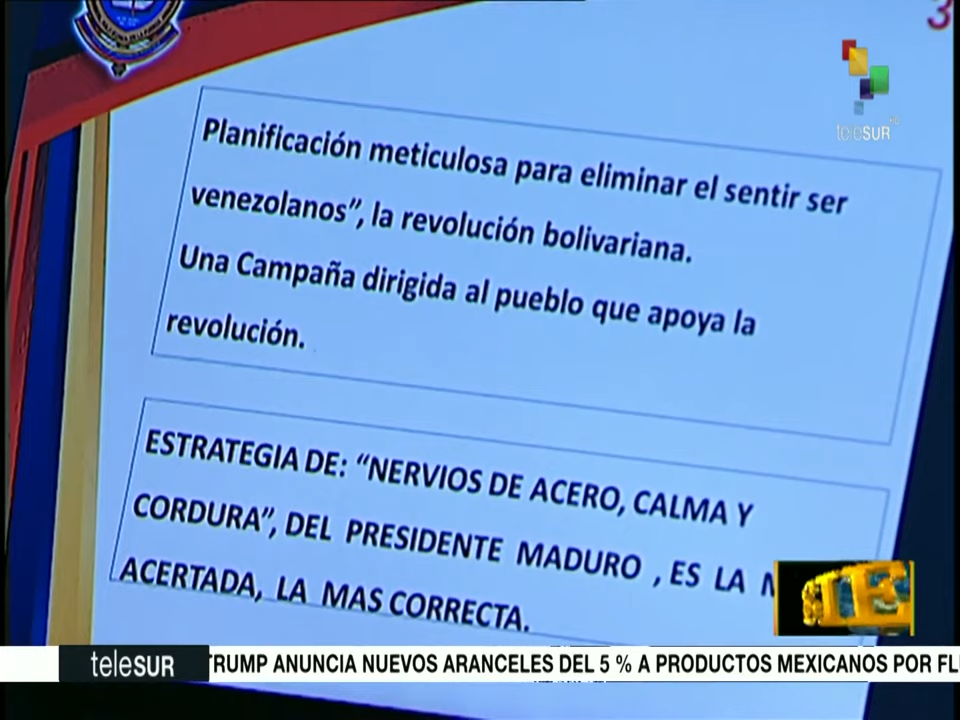 3
teleSUR HD
Planificación meticulosa para eliminar el sentir ser
venezolanos”, la revolución bolivariana.
Una Campaña dirigida al pueblo que apoya la
revolución.
ESTRATEGIA DE: “NERVIOS DE ACERO, CALMA Y
CORDURA”, DEL PRESIDENTE MADURO , ES LA
ACERTADA, LA MAS CORRECTA.
teleSUR TRUMP ANUNCIA NUEVOS ARANCELES DEL 5 % A PRODUCTOS MEXICANOS POR